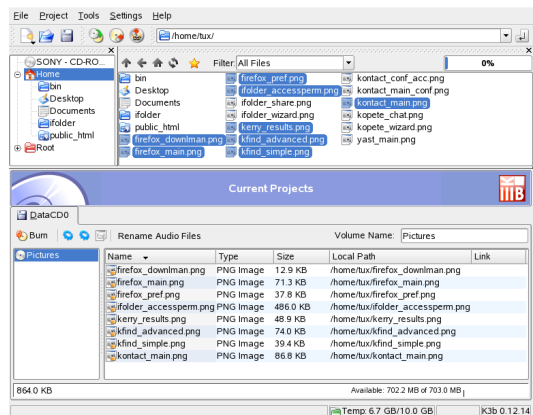 File Project Tools Settings Help
/home/tux/
SONY - CD-RO...
Home
bin
Desktop
Documents
ifolder
public_html
Root
Filter: All Files 0%
bin
Desktop
Documents
ifolder
public_html
firefox_downlman.png
firefox_main.png
firefox_pref.png
ifolder_accessperm.png
ifolder_share.png
ifolder_wizard.png
kerry_results.png
kfind_advanced.png
kfind_simple.png
kontact_conf_acc.png
kontact_main_conf.png
kontact_main.png
kopete_chat.png
kopete_wizard.png
yast_main.png
Current Projects
DataCD0
Burn Rename Audio Files Volume Name: Pictures
Pictures
Name Type Size Local Path Link
firefox_downlman.png PNG Image 12.9 KB /home/tux/firefox_downlman.png
firefox_main.png PNG Image 71.3 KB /home/tux/firefox_main.png
firefox_pref.png PNG Image 37.8 KB /home/tux/firefox_pref.png
ifolder_accessperm.png PNG Image 486.0 KB /home/tux/ifolder_accessperm.png
kerry_results.png PNG Image 48.9 KB /home/tux/kerry_results.png
kfind_advanced.png PNG Image 74.0 KB /home/tux/kfind_advanced.png
kfind_simple.png PNG Image 39.4 KB /home/tux/kfind_simple.png
kontact_main.png PNG Image 86.8 KB /home/tux/kontact_main.png
864.0 KB Available: 702.2 MB of 703.0 MB
Temp: 6.7 GB/10.0 GB K3b 0.12.14